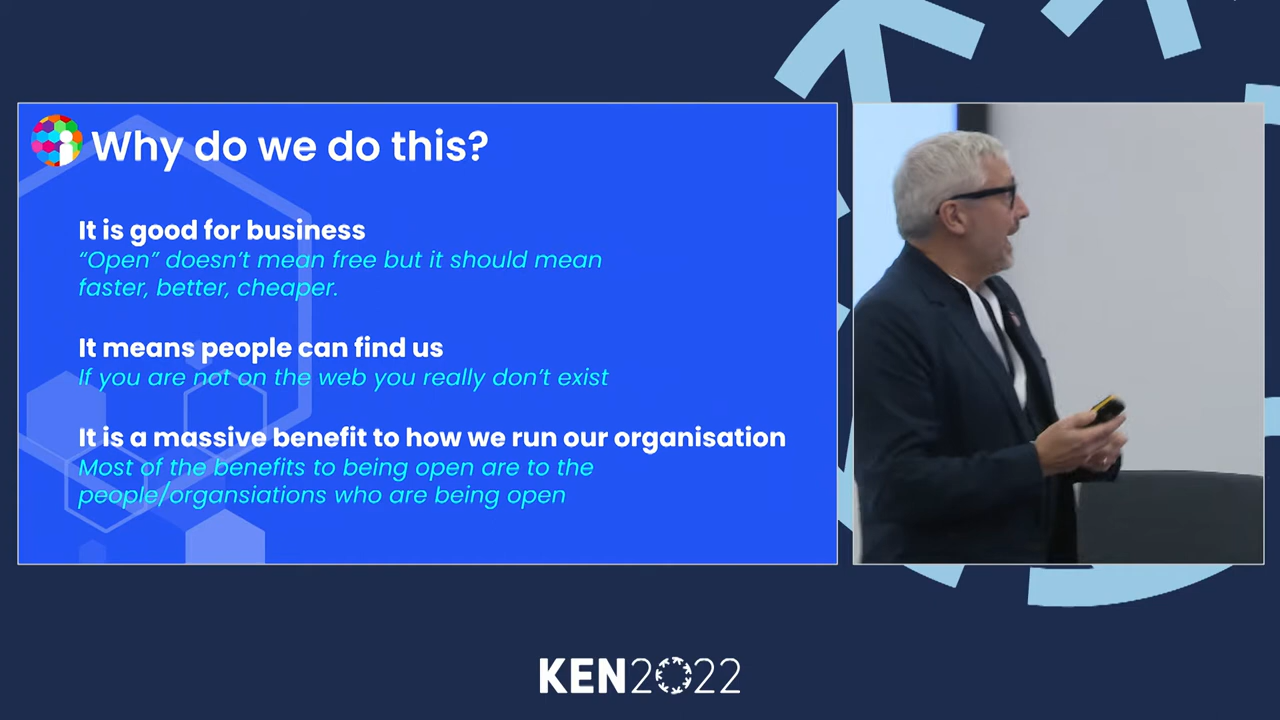 Why do we do this?
It is good for business
“Open” doesn’t mean free but it should mean
faster, better, cheaper.
It means people can find us
If you are not on the web you really don’t exist
It is a massive benefit to how we run our organisation
Most of the benefits to being open are to the
people/organsiations who are being open
KEN2022